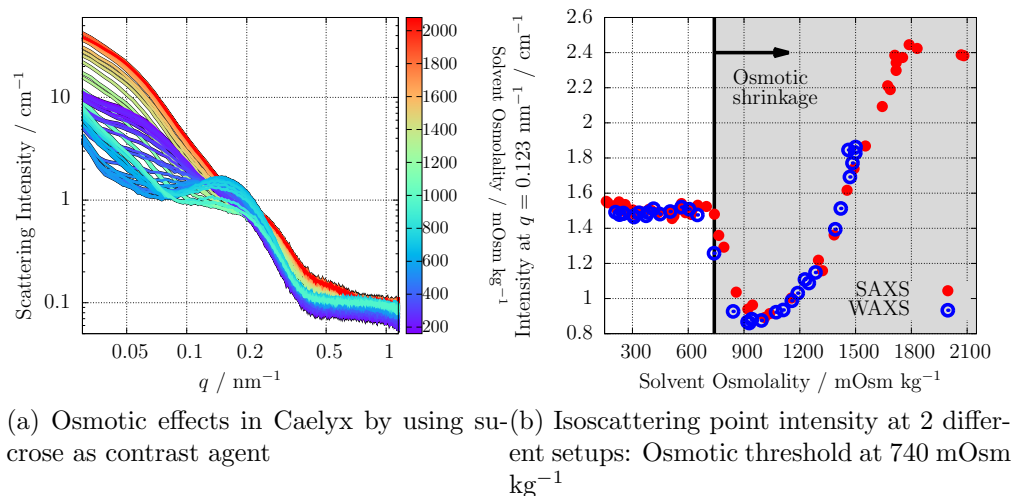 Scattering Intensity / cm⁻¹
10
1
0.1
0.05
0.1
0.2
0.5
1
q / nm⁻¹
2000
1800
1600
1400
1200
1000
800
600
400
200
Solvent Osmolality / mOsm kg⁻¹
Intensity at q = 0.123 nm⁻¹ / cm⁻¹
2.6
2.4
2.2
2
1.8
1.6
1.4
1.2
1
0.8
Osmotic
shrinkage
SAXS
WAXS
300
600
900
1200
1500
1800
2100
Solvent Osmolality / mOsm kg⁻¹
(a) Osmotic effects in Caelyx by using su-
crose as contrast agent
(b) Isoscattering point intensity at 2 differ-
ent setups: Osmotic threshold at 740 mOsm
kg⁻¹